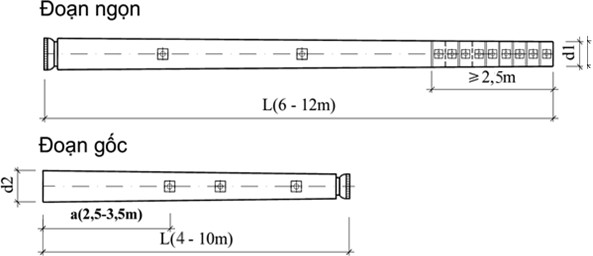 Đoạn ngọn
d1
≥2,5m
L(6 - 12m)
Đoạn gốc
d2
a(2,5-3,5m)
L(4 - 10m)